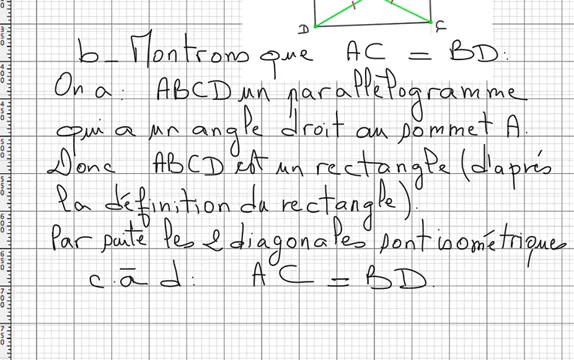 D C
b_ Montrons que AC = BD:
On a: ABCD un parallélogramme
qui a un angle droit au sommet A.
Donc ABCD est un rectangle (d'après
la définition du rectangle).
Par suite les 2 diagonales sont isométriques
c.à d: AC = BD